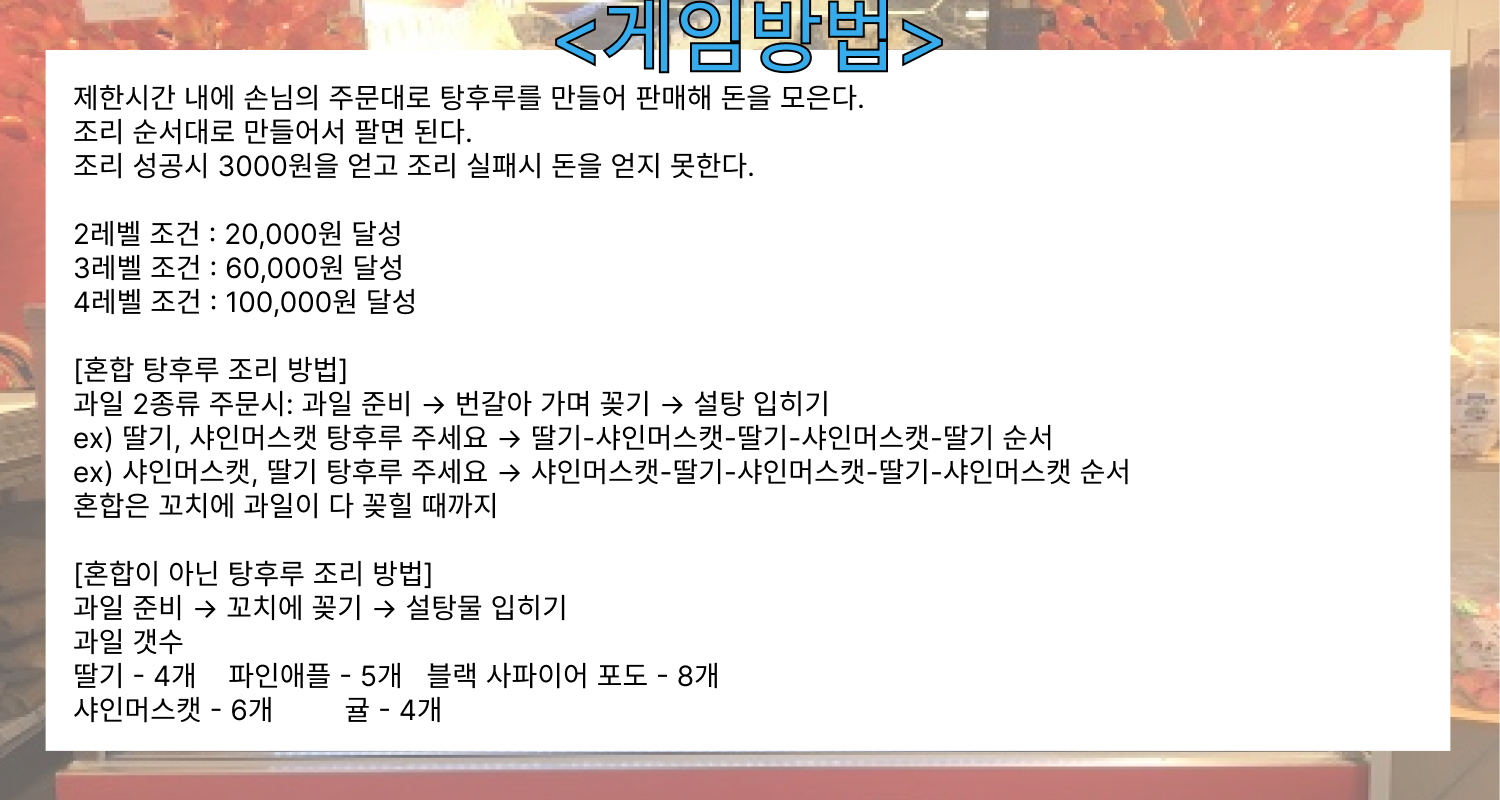 <게임방법>
제한시간 내에 손님의 주문대로 탕후루를 만들어 판매해 돈을 모은다.
조리 순서대로 만들어서 팔면 된다.
조리 성공시 3000원을 얻고 조리 실패시 돈을 얻지 못한다.
2레벨 조건 : 20,000원 달성
3레벨 조건 : 60,000원 달성
4레벨 조건 : 100,000원 달성
[혼합 탕후루 조리 방법]
과일 2종류 주문시: 과일 준비 → 번갈아 가며 꽂기 → 설탕 입히기
ex) 딸기, 샤인머스캣 탕후루 주세요 → 딸기-샤인머스캣-딸기-샤인머스캣-딸기 순서
ex) 샤인머스캣, 딸기 탕후루 주세요 → 샤인머스캣-딸기-샤인머스캣-딸기-샤인머스캣 순서
혼합은 꼬치에 과일이 다 꽂힐 때까지
[혼합이 아닌 탕후루 조리 방법]
과일 준비 → 꼬치에 꽂기 → 설탕물 입히기
과일 갯수
딸기 - 4개 파인애플 - 5개 블랙 사파이어 포도 - 8개
샤인머스캣 - 6개 귤 - 4개